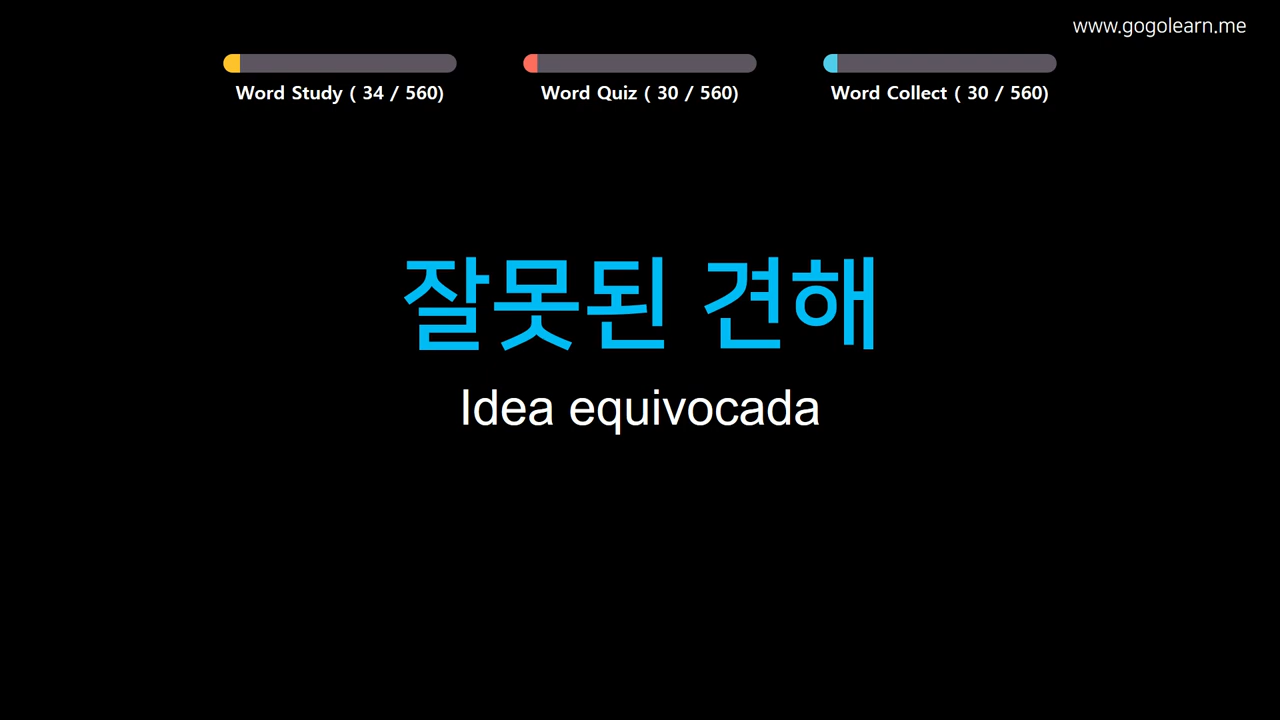 www.gogolearn.me
Word Study ( 34 / 560)
Word Quiz ( 30 / 560)
Word Collect ( 30 / 560)
잘못된 견해
Idea equivocada